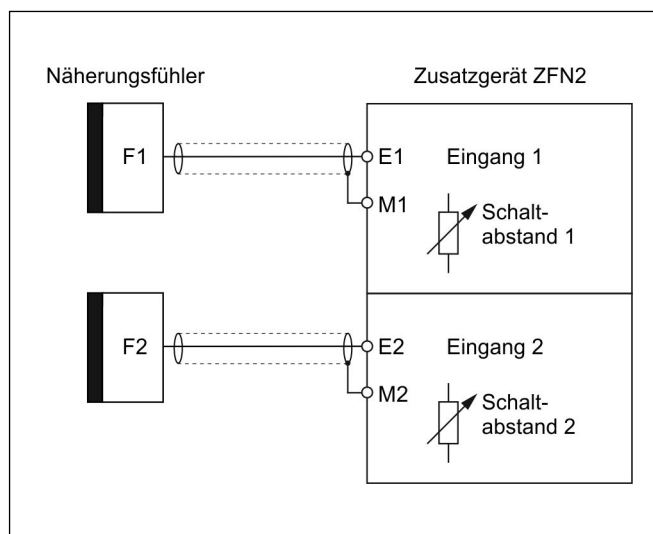 Näherungsfühler
Zusatzgerät ZFN2
F1
E1
Eingang 1
M1
Schalt-
abstand 1
F2
E2
Eingang 2
M2
Schalt-
abstand 2